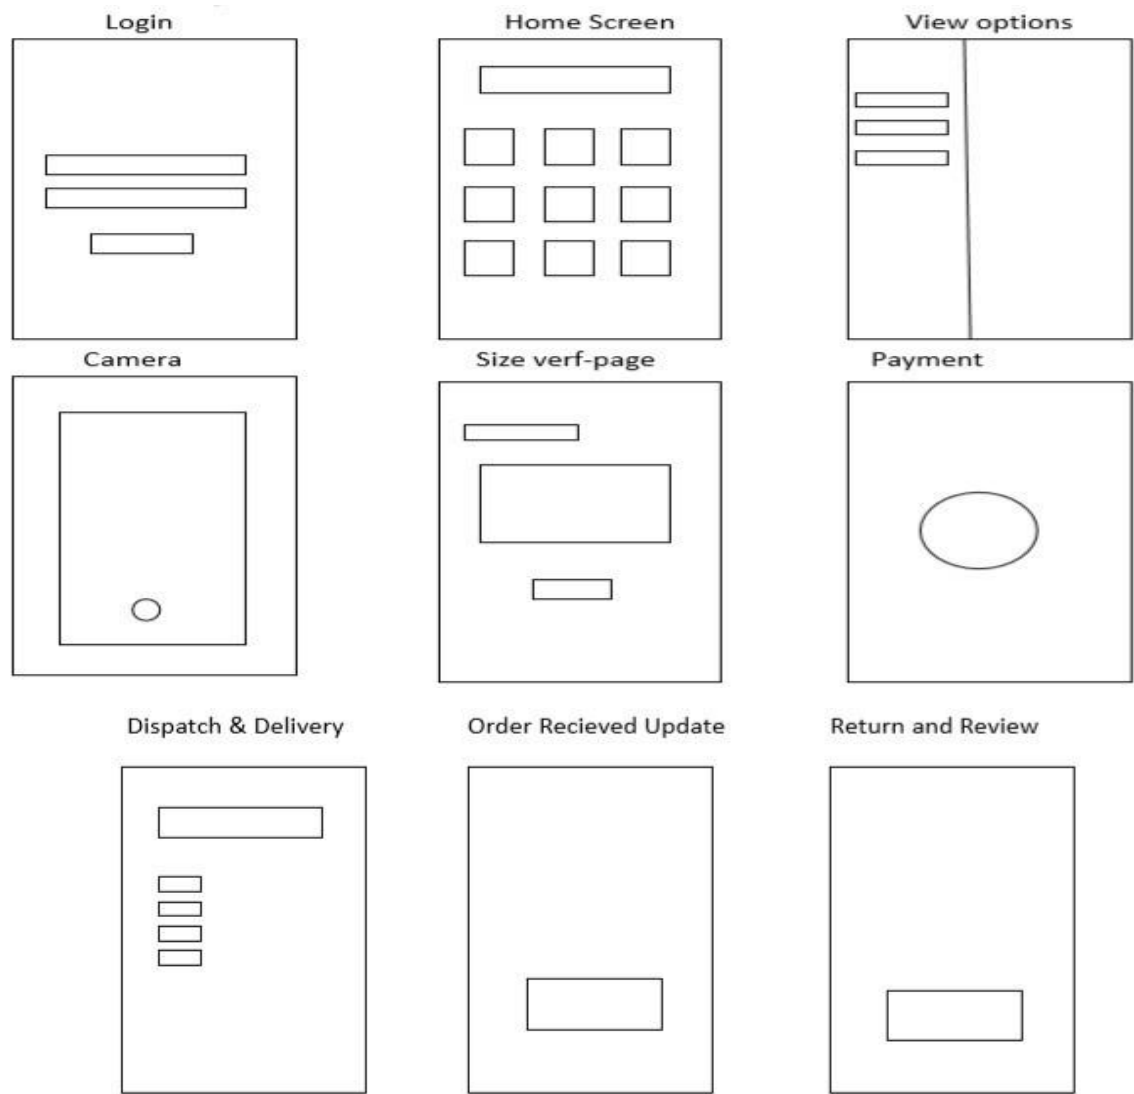 Login
Home Screen
View options
Camera
Size verf-page
Payment
Dispatch & Delivery
Order Recieved Update
Return and Review